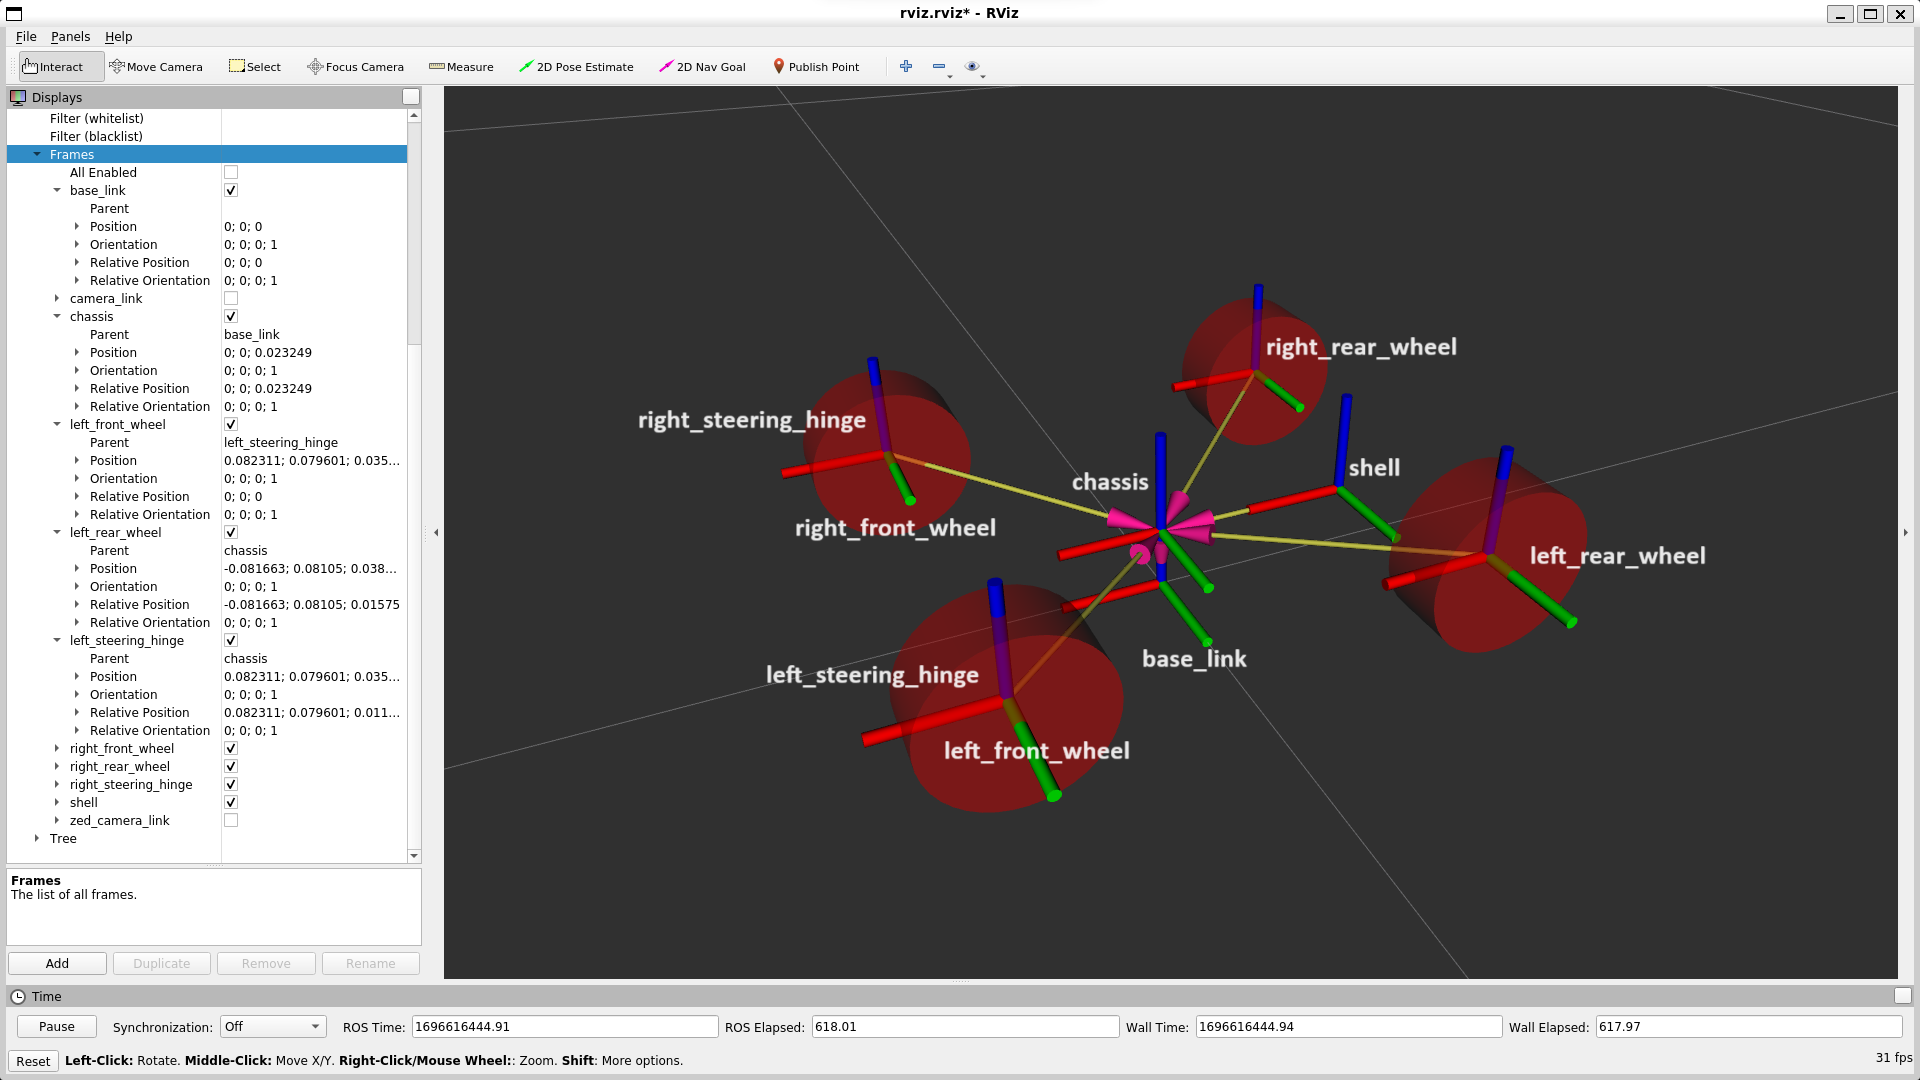 rviz.rviz* - RViz
File Panels Help
Interact Move Camera Select Focus Camera Measure 2D Pose Estimate 2D Nav Goal Publish Point
Displays
Filter (whitelist)
Filter (blacklist)
Frames
All Enabled
base_link
Parent
Position 0; 0; 0
Orientation 0; 0; 0; 1
Relative Position 0; 0; 0
Relative Orientation 0; 0; 0; 1
camera_link
chassis
Parent base_link
Position 0; 0; 0.023249
Orientation 0; 0; 0; 1
Relative Position 0; 0; 0.023249
Relative Orientation 0; 0; 0; 1
left_front_wheel
Parent left_steering_hinge
Position 0.082311; 0.079601; 0.035...
Orientation 0; 0; 0; 1
Relative Position 0; 0; 0
Relative Orientation 0; 0; 0; 1
left_rear_wheel
Parent chassis
Position -0.081663; 0.08105; 0.038...
Orientation 0; 0; 0; 1
Relative Position -0.081663; 0.08105; 0.01575
Relative Orientation 0; 0; 0; 1
left_steering_hinge
Parent chassis
Position 0.082311; 0.079601; 0.035...
Orientation 0; 0; 0; 1
Relative Position 0.082311; 0.079601; 0.011...
Relative Orientation 0; 0; 0; 1
right_front_wheel
right_rear_wheel
right_steering_hinge
shell
zed_camera_link
Tree
Frames
The list of all frames.
Add Duplicate Remove Rename
right_rear_wheel
right_steering_hinge
shell
chassis
right_front_wheel
left_rear_wheel
base_link
left_steering_hinge
left_front_wheel
Time
Pause Synchronization: Off ROS Time: 1696616444.91 ROS Elapsed: 618.01 Wall Time: 1696616444.94 Wall Elapsed: 617.97
Reset Left-Click: Rotate. Middle-Click: Move X/Y. Right-Click/Mouse Wheel:: Zoom. Shift: More options. 31 fps